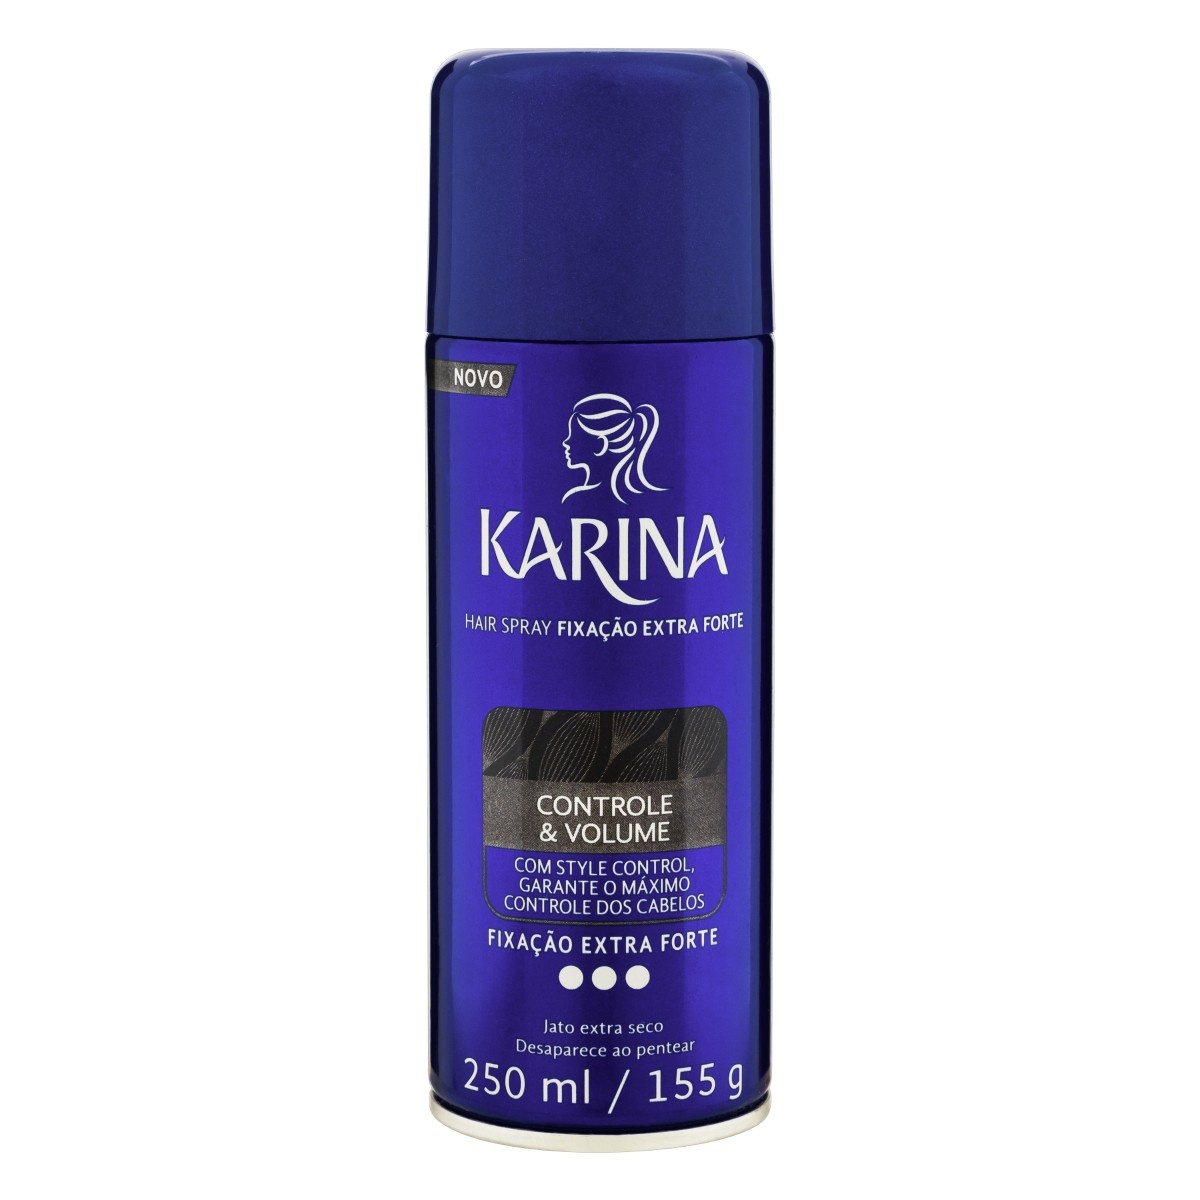 NOVO
KARINA
HAIR SPRAY FIXAÇÃO EXTRA FORTE
CONTROLE
& VOLUME
COM STYLE CONTROL,
GARANTE O MÁXIMO
CONTROLE DOS CABELOS
FIXAÇÃO EXTRA FORTE
Jato extra seco
Desaparece ao pentear
250 ml / 155 g